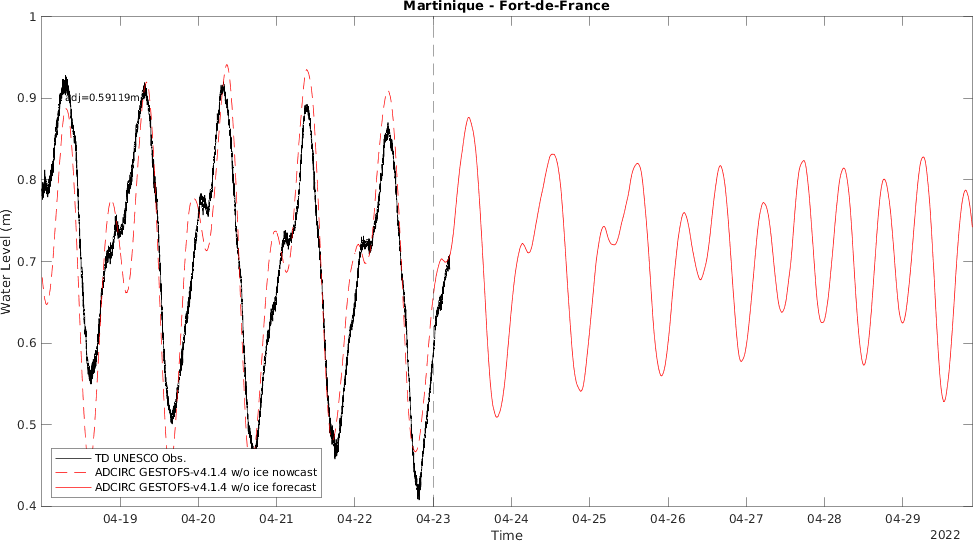 Martinique - Fort-de-France
1
0.9
0.8
0.7
0.6
0.5
0.4
Water Level (m)
adj=0.59119m
TD UNESCO Obs.
ADCIRC GESTOFS-v4.1.4 w/o ice nowcast
ADCIRC GESTOFS-v4.1.4 w/o ice forecast
04-19 04-20 04-21 04-22 04-23 04-24 04-25 04-26 04-27 04-28 04-29
Time
2022